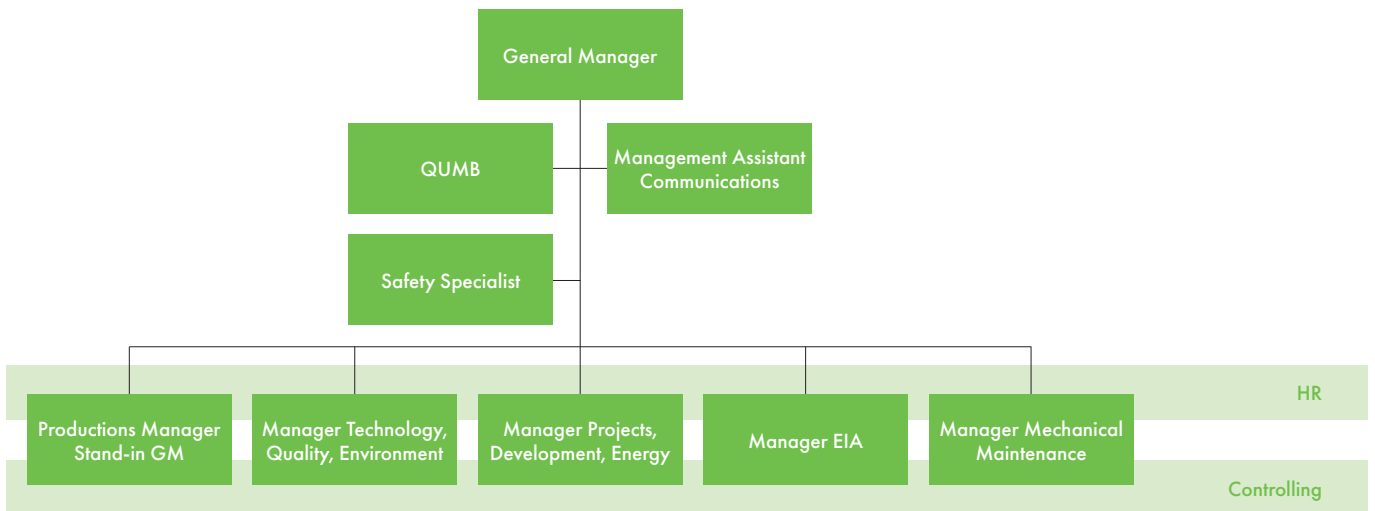 General Manager
QUMB
Management Assistant
Communications
Safety Specialist
HR
Productions Manager
Stand-in GM
Manager Technology,
Quality, Environment
Manager Projects,
Development, Energy
Manager EIA
Manager Mechanical
Maintenance
Controlling